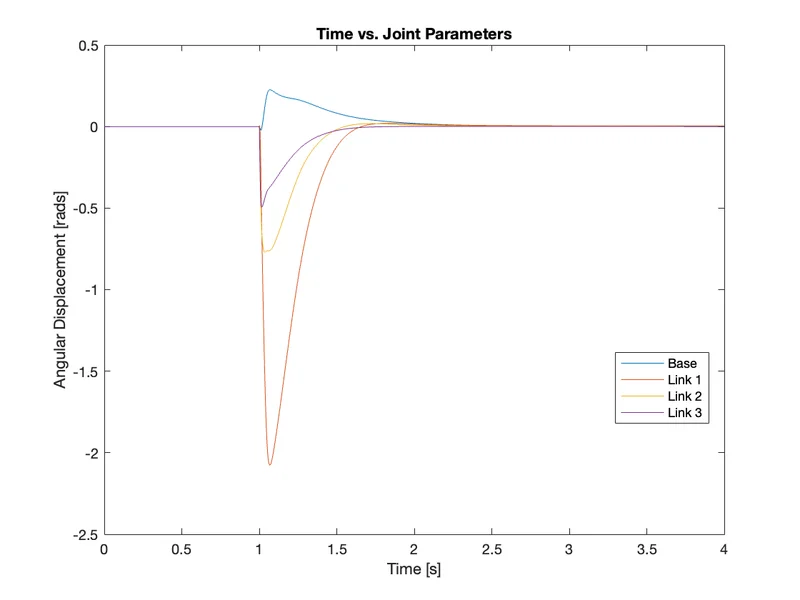 Time vs. Joint Parameters
0.5
0
-0.5
-1
-1.5
-2
-2.5
Angular Displacement [rads]
Base
Link 1
Link 2
Link 3
0 0.5 1 1.5 2 2.5 3 3.5 4
Time [s]